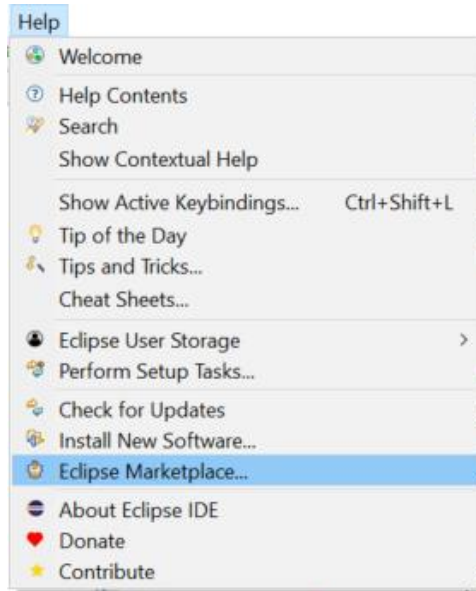 Help
Welcome
Help Contents
Search
Show Contextual Help
Show Active Keybindings... Ctrl+Shift+L
Tip of the Day
Tips and Tricks...
Cheat Sheets...
Eclipse User Storage
Perform Setup Tasks...
Check for Updates
Install New Software...
Eclipse Marketplace...
About Eclipse IDE
Donate
Contribute